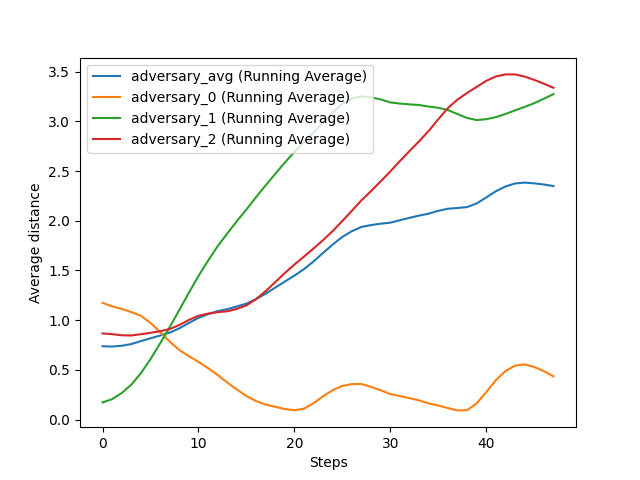 adversary_avg (Running Average)
adversary_0 (Running Average)
adversary_1 (Running Average)
adversary_2 (Running Average)
3.5
3.0
2.5
2.0
1.5
1.0
0.5
0.0
Average distance
0 10 20 30 40
Steps